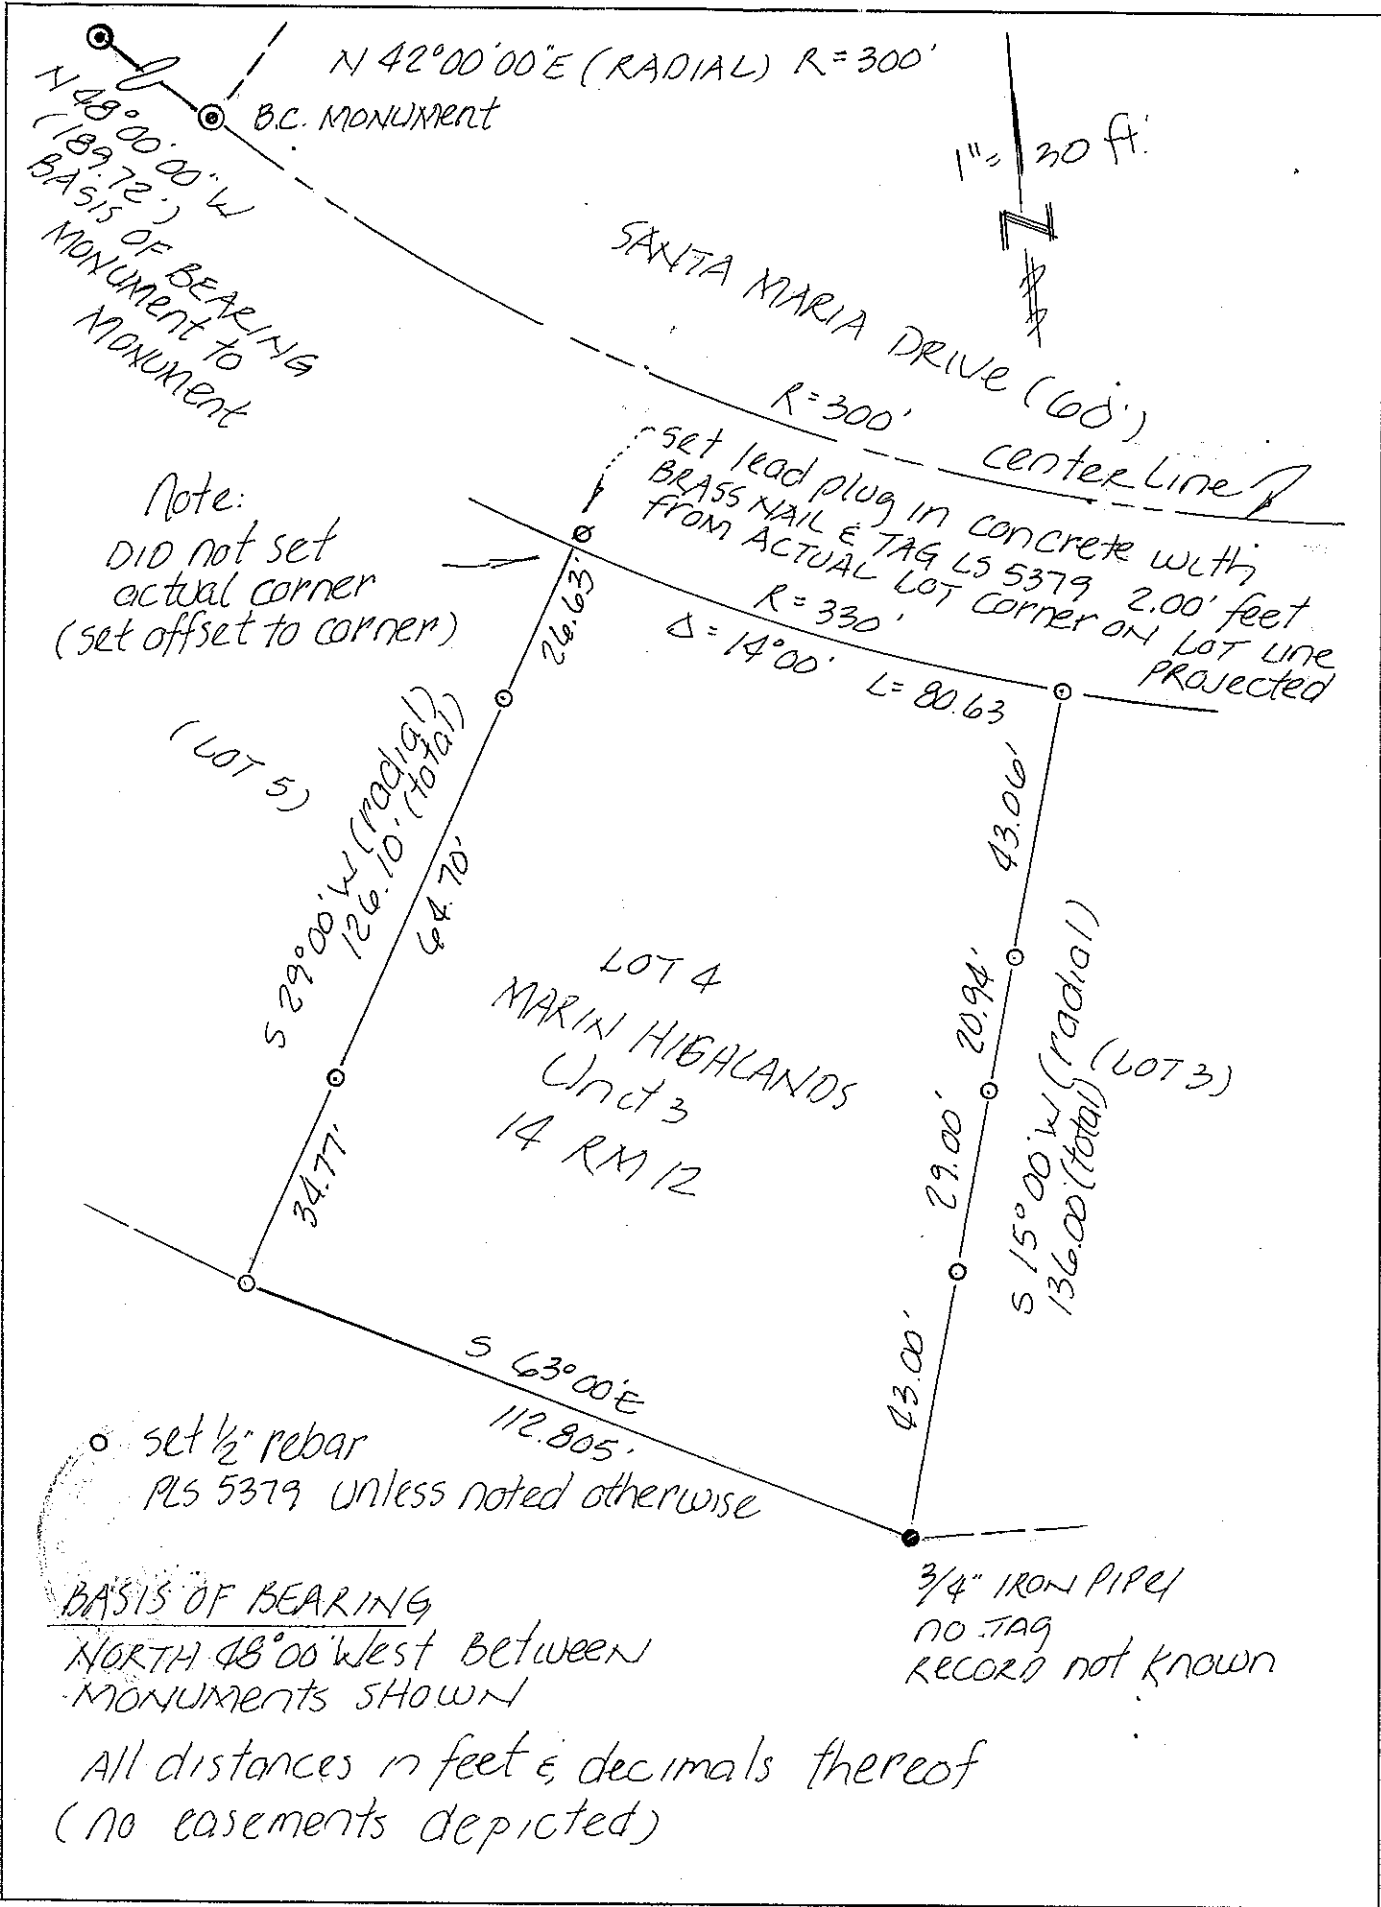 N 42°00'00"E (RADIAL) R=300'
B.C. MONUMENT
N 48°00'00" W
(189.72')
BASIS OF BEARING
MONUMENT to
MONUMENT
1"= 30 ft.
N
SANTA MARIA DRIVE (60')
R=300'
center line
set lead plug in concrete with
BRASS NAIL & TAG LS 5379 2.00' feet
from ACTUAL LOT corner ON LOT LINE
PROJECTED
Note:
DID not set
actual corner
(set offset to corner)
R=330'
Δ=14°00' L=80.63
26.63'
(LOT 5)
S 29°00' W (radial)
126.10' (total)
64.70'
34.77'
43.06'
20.94'
29.00'
43.00'
S 15°00' W (radial)
136.00 (total)
(LOT 3)
LOT 4
MARIN HIGHLANDS
Unit 3
14 RM 12
S 63°00'E
112.805'
set 1/2" rebar
PLS 5379 unless noted otherwise
3/4" IRON PIPE
no TAG
RECORD not known
BASIS OF BEARING
NORTH 48°00' West Between
MONUMENTS SHOWN
All distances in feet & decimals thereof
(no easements depicted)